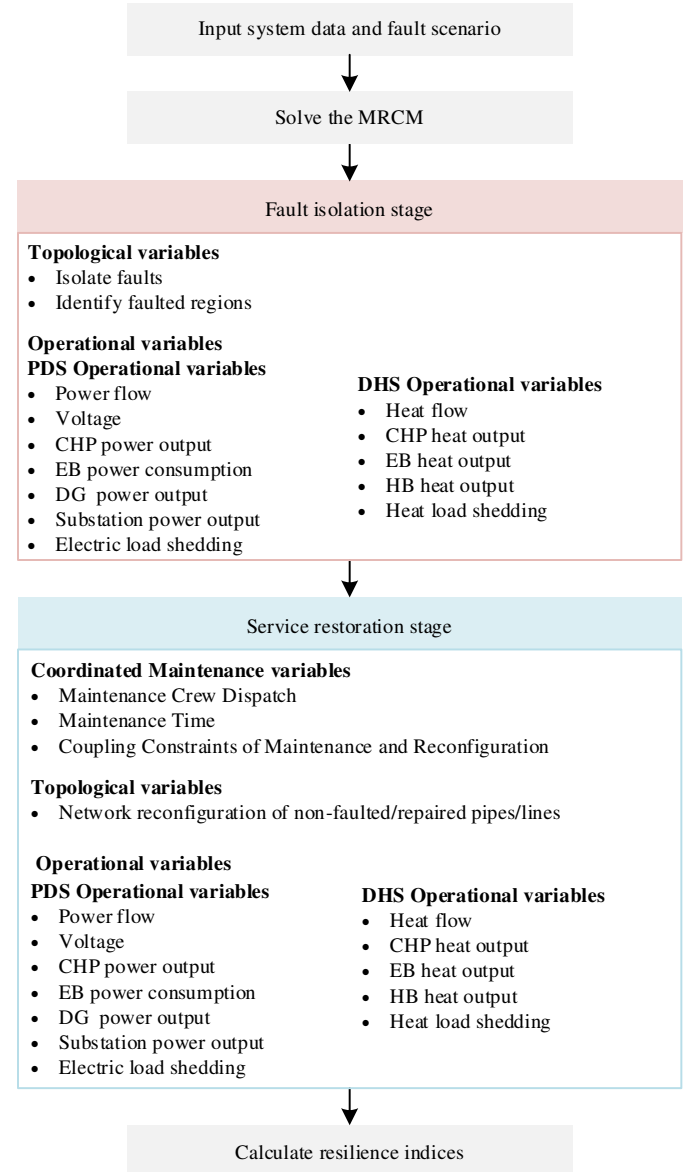 Input system data and fault scenario
Solve the MRCM
Fault isolation stage
Topological variables
• Isolate faults
• Identify faulted regions
Operational variables
PDS Operational variables
• Power flow
• Voltage
• CHP power output
• EB power consumption
• DG power output
• Substation power output
• Electric load shedding
DHS Operational variables
• Heat flow
• CHP heat output
• EB heat output
• HB heat output
• Heat load shedding
Service restoration stage
Coordinated Maintenance variables
• Maintenance Crew Dispatch
• Maintenance Time
• Coupling Constraints of Maintenance and Reconfiguration
Topological variables
• Network reconfiguration of non-faulted/repaired pipes/lines
Operational variables
PDS Operational variables
• Power flow
• Voltage
• CHP power output
• EB power consumption
• DG power output
• Substation power output
• Electric load shedding
DHS Operational variables
• Heat flow
• CHP heat output
• EB heat output
• HB heat output
• Heat load shedding
Calculate resilience indices